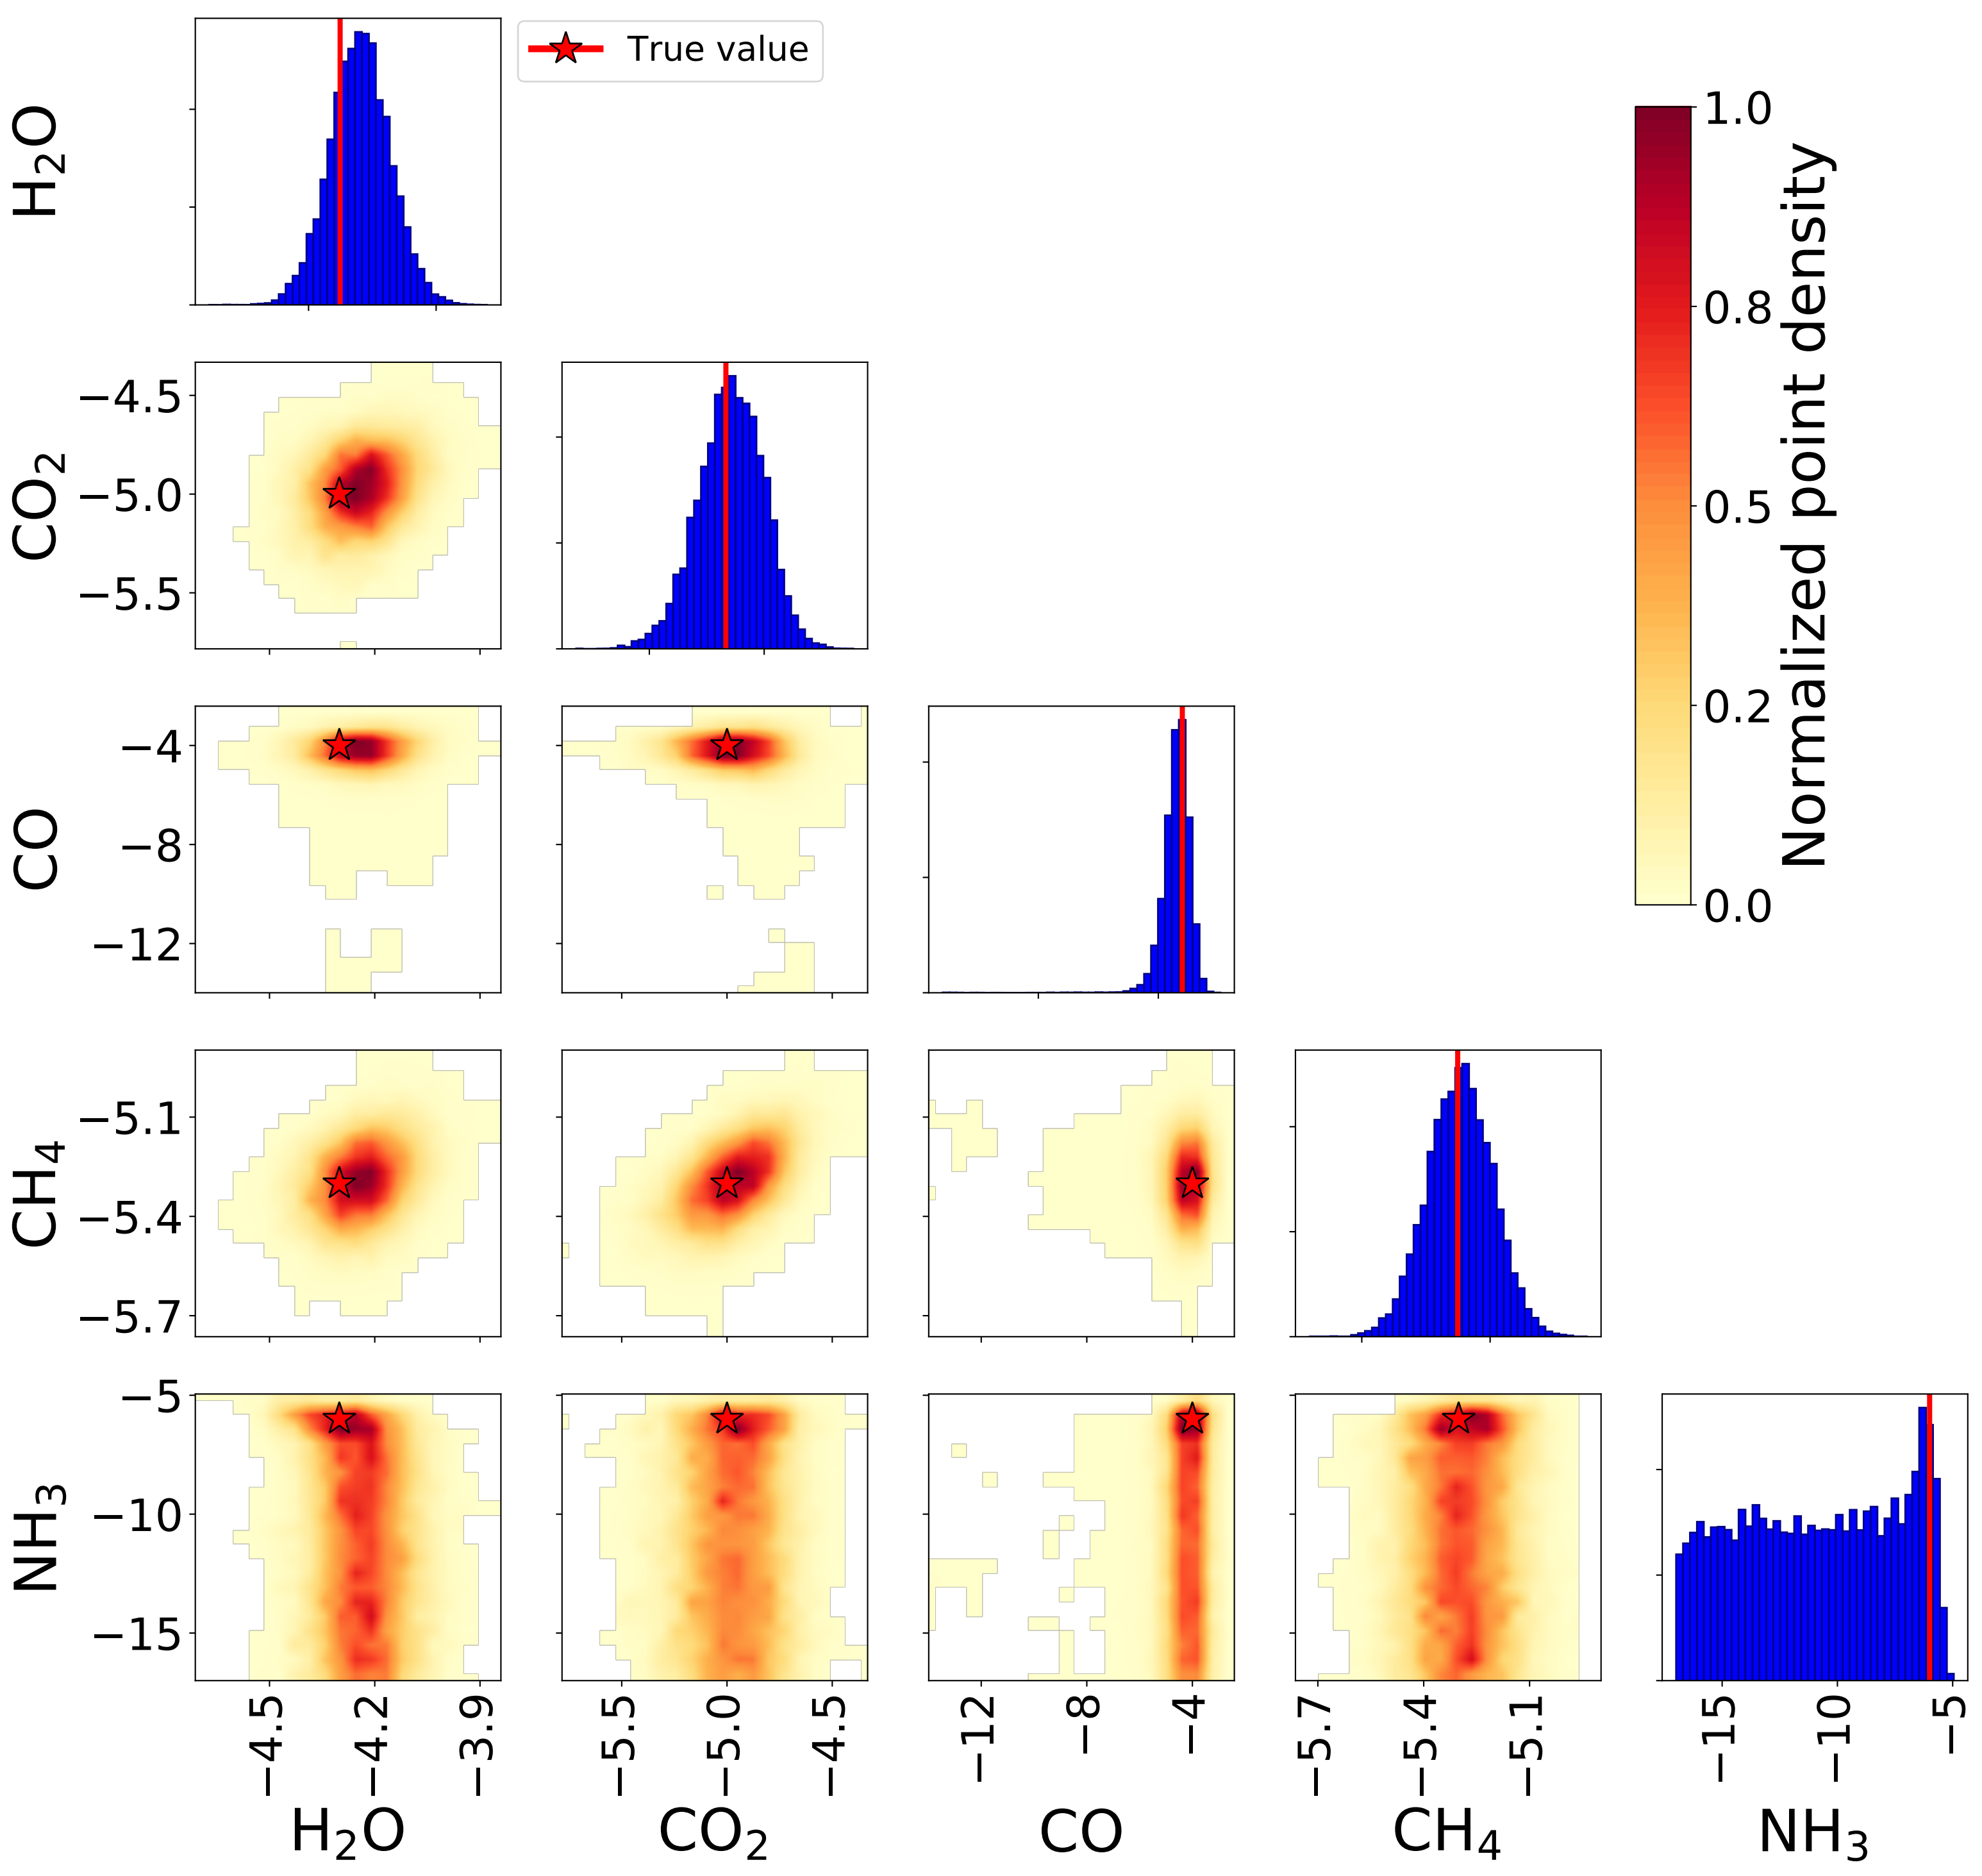 H₂O
True value
1.0
0.8
0.5
0.2
0.0
Normalized point density
CO₂
−4.5
−5.0
−5.5
CO
−4
−8
−12
CH₄
−5.1
−5.4
−5.7
NH₃
−5
−10
−15
−4.5 −4.2 −3.9 −5.5 −5.0 −4.5 −12 −8 −4 −5.7 −5.4 −5.1 −15 −10 −5
H₂O CO₂ CO CH₄ NH₃